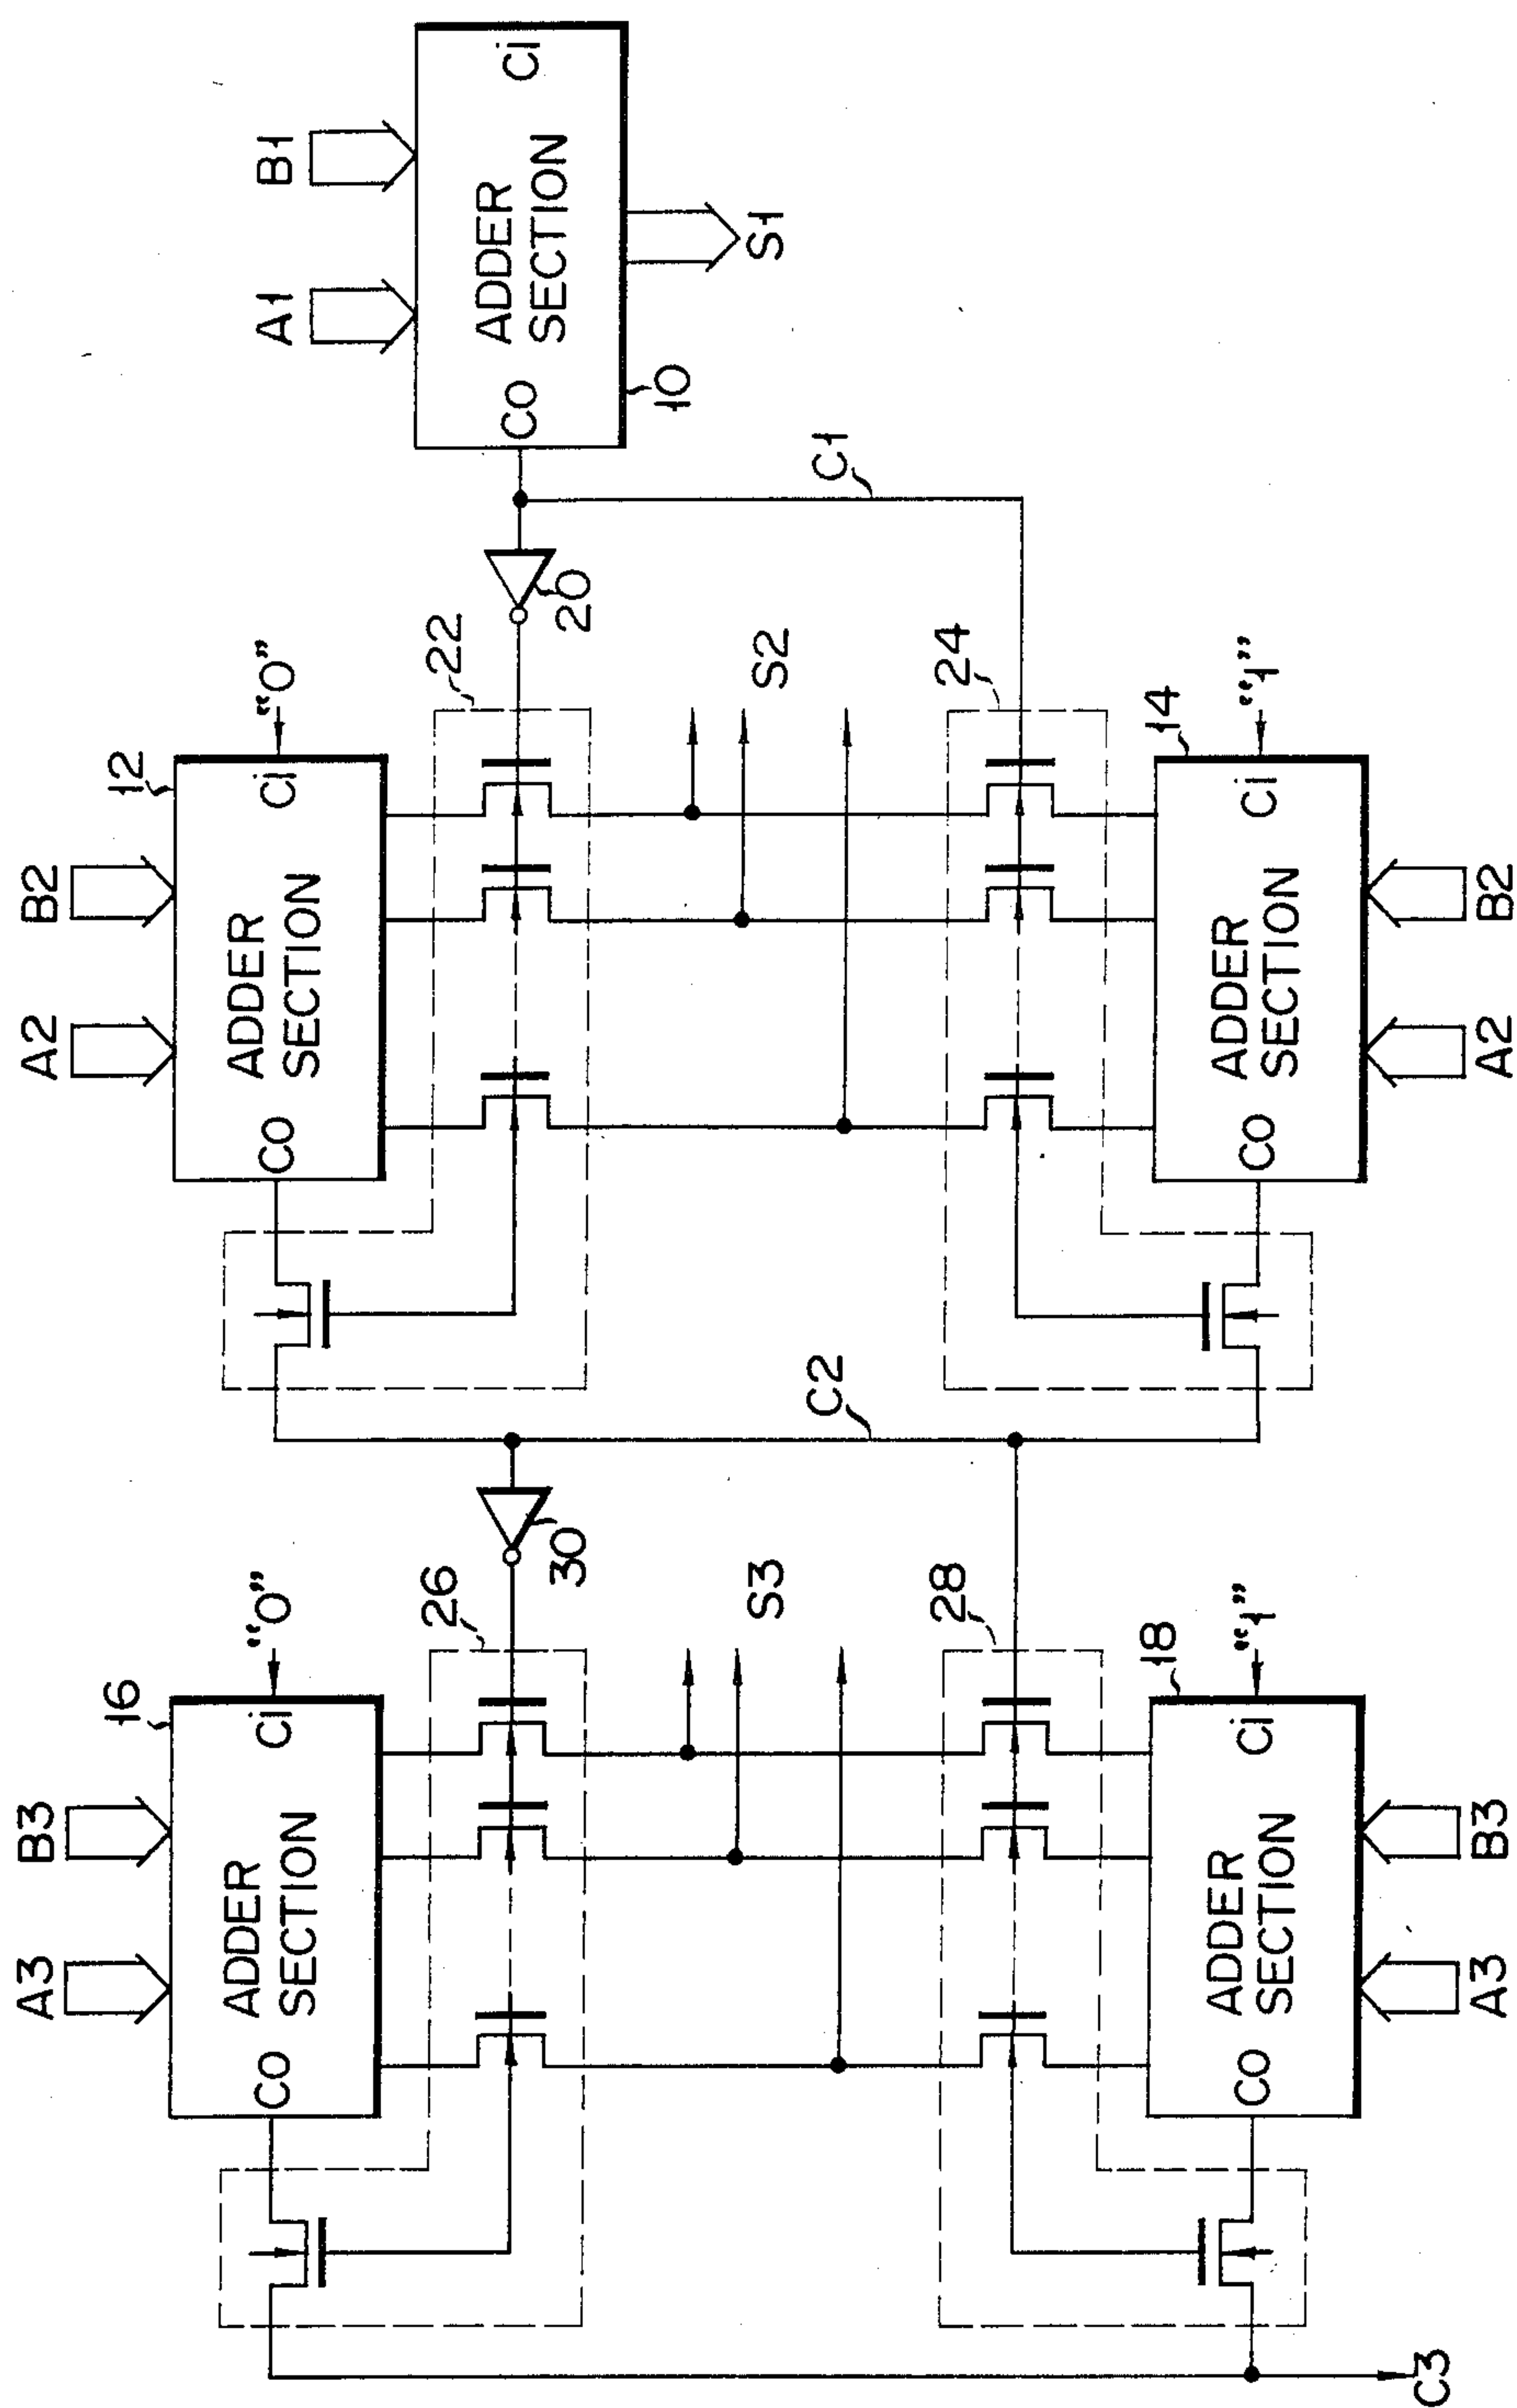 A3
B3
A2
B2
16
12
CO
ADDER
SECTION
Ci
"0"
CO
ADDER
SECTION
Ci
"0"
A1
B1
26
22
CO
ADDER
SECTION
Ci
30
20
10
S3
C2
S2
C1
S1
28
24
18
14
CO
ADDER
SECTION
Ci
"1"
CO
ADDER
SECTION
Ci
"1"
C3
A3
B3
A2
B2